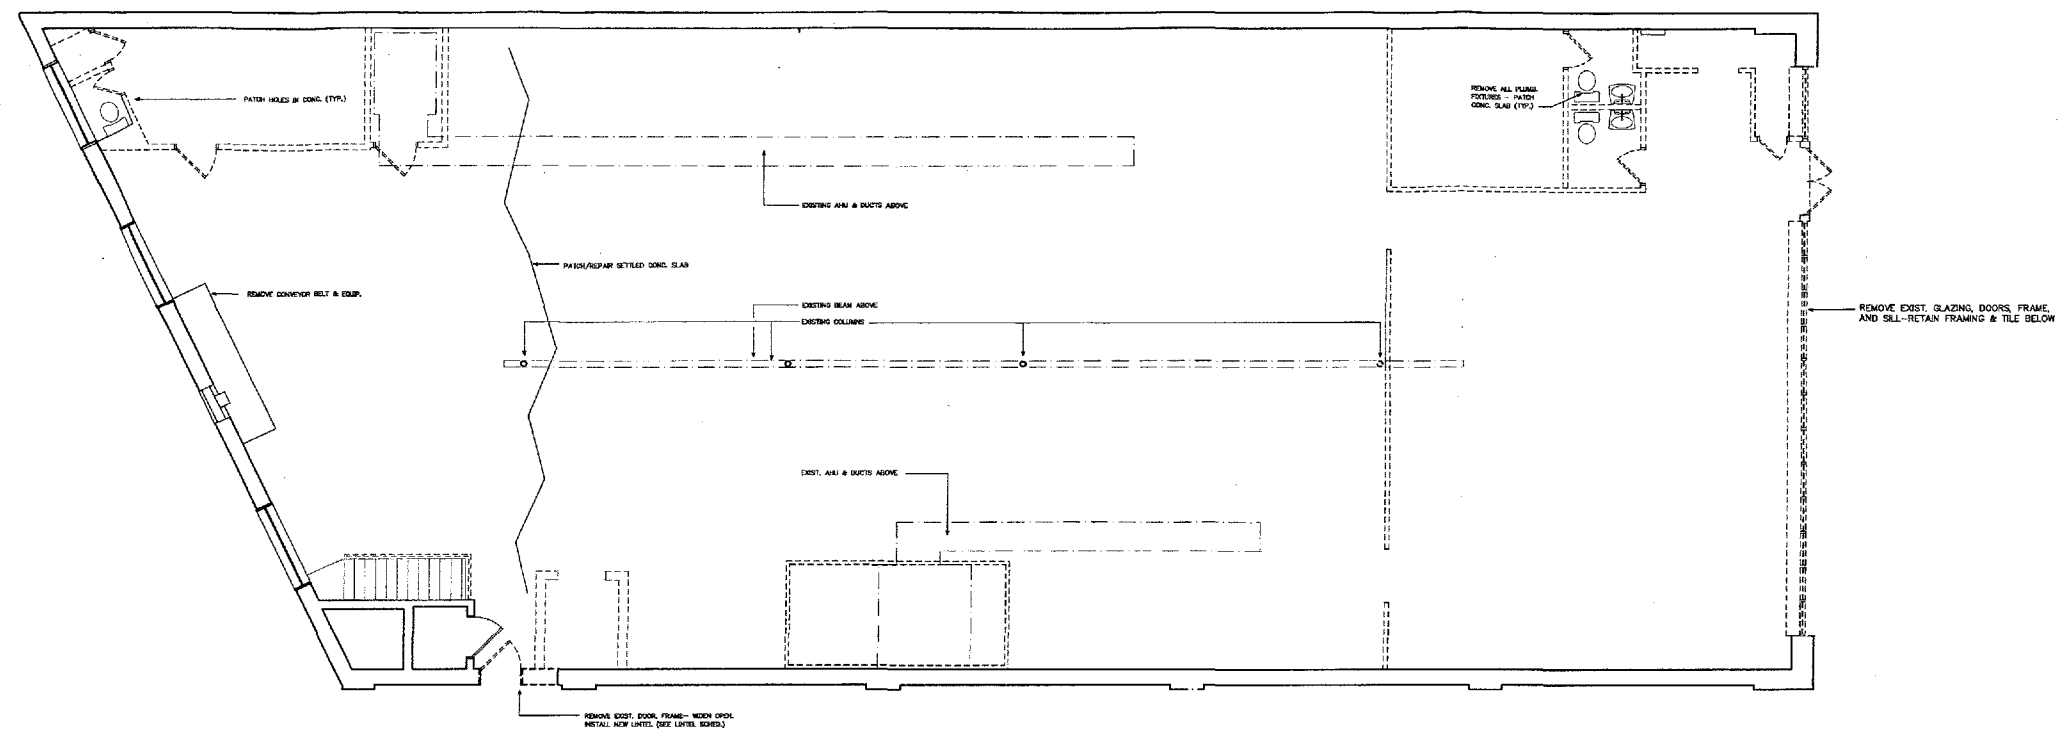 PATCH HOLES IN CONC. (TYP.)
REMOVE ALL PLUMB.
FIXTURES - PATCH
CONC. SLAB (TYP.)
EXISTING AHU & DUCTS ABOVE
PATCH/REPAIR SETTLED CONC. SLAB
REMOVE CONVEYOR BELT & EQUIP.
EXISTING BEAM ABOVE
EXISTING COLUMNS
REMOVE EXIST. GLAZING, DOORS, FRAME,
AND SILL-RETAIN FRAMING & TILE BELOW
EXIST. AHU & DUCTS ABOVE
REMOVE EXIST. DOOR, FRAME- WIDEN OPEN.
INSTALL NEW LINTEL (SEE LINTEL SCHED.)